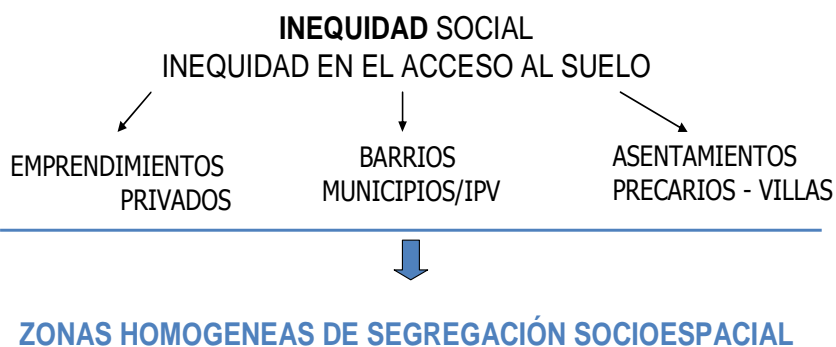 INEQUIDAD SOCIAL
INEQUIDAD EN EL ACCESO AL SUELO
EMPRENDIMIENTOS
PRIVADOS
BARRIOS
MUNICIPIOS/IPV
ASENTAMIENTOS
PRECARIOS - VILLAS
ZONAS HOMOGENEAS DE SEGREGACIÓN SOCIOESPACIAL